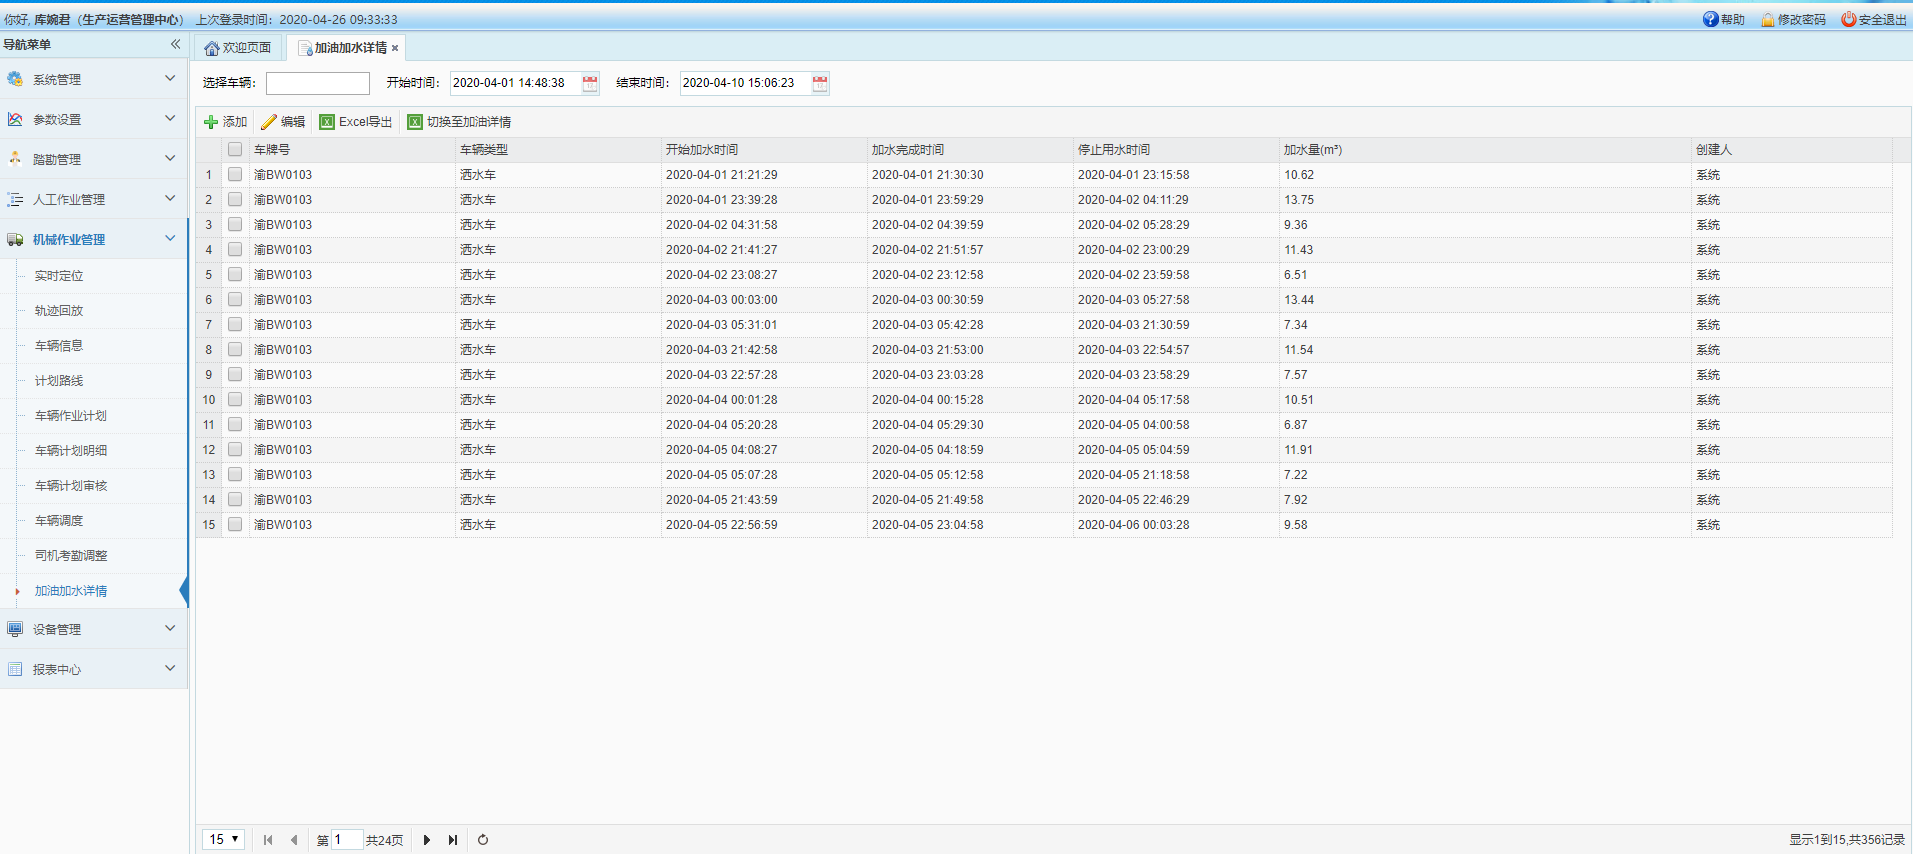 你好, 库婉君（生产运营管理中心） 上次登录时间：2020-04-26 09:33:33 帮助 修改密码 安全退出
导航菜单
系统管理
参数设置
踏勘管理
人工作业管理
机械作业管理
实时定位
轨迹回放
车辆信息
计划路线
车辆作业计划
车辆计划明细
车辆计划审核
车辆调度
司机考勤调整
加油加水详情
设备管理
报表中心
欢迎页面 加油加水详情
选择车辆： 开始时间： 2020-04-01 14:48:38 结束时间： 2020-04-10 15:06:23
添加 编辑 Excel导出 切换至加油详情
车牌号 车辆类型 开始加水时间 加水完成时间 停止用水时间 加水量(m³) 创建人
1 渝BW0103 洒水车 2020-04-01 21:21:29 2020-04-01 21:30:30 2020-04-01 23:15:58 10.62 系统
2 渝BW0103 洒水车 2020-04-01 23:39:28 2020-04-01 23:59:29 2020-04-02 04:11:29 13.75 系统
3 渝BW0103 洒水车 2020-04-02 04:31:58 2020-04-02 04:39:59 2020-04-02 05:28:29 9.36 系统
4 渝BW0103 洒水车 2020-04-02 21:41:27 2020-04-02 21:51:57 2020-04-02 23:00:29 11.43 系统
5 渝BW0103 洒水车 2020-04-02 23:08:27 2020-04-02 23:12:58 2020-04-02 23:59:58 6.51 系统
6 渝BW0103 洒水车 2020-04-03 00:03:00 2020-04-03 00:30:59 2020-04-03 05:27:58 13.44 系统
7 渝BW0103 洒水车 2020-04-03 05:31:01 2020-04-03 05:42:28 2020-04-03 21:30:59 7.34 系统
8 渝BW0103 洒水车 2020-04-03 21:42:58 2020-04-03 21:53:00 2020-04-03 22:54:57 11.54 系统
9 渝BW0103 洒水车 2020-04-03 22:57:28 2020-04-03 23:03:28 2020-04-03 23:58:29 7.57 系统
10 渝BW0103 洒水车 2020-04-04 00:01:28 2020-04-04 00:15:28 2020-04-04 05:17:58 10.51 系统
11 渝BW0103 洒水车 2020-04-04 05:20:28 2020-04-04 05:29:30 2020-04-05 04:00:58 6.87 系统
12 渝BW0103 洒水车 2020-04-05 04:08:27 2020-04-05 04:18:59 2020-04-05 05:04:59 11.91 系统
13 渝BW0103 洒水车 2020-04-05 05:07:28 2020-04-05 05:12:58 2020-04-05 21:18:58 7.22 系统
14 渝BW0103 洒水车 2020-04-05 21:43:59 2020-04-05 21:49:58 2020-04-05 22:46:29 7.92 系统
15 渝BW0103 洒水车 2020-04-05 22:56:59 2020-04-05 23:04:58 2020-04-06 00:03:28 9.58 系统
15 第 1 共24页 显示1到15,共356记录